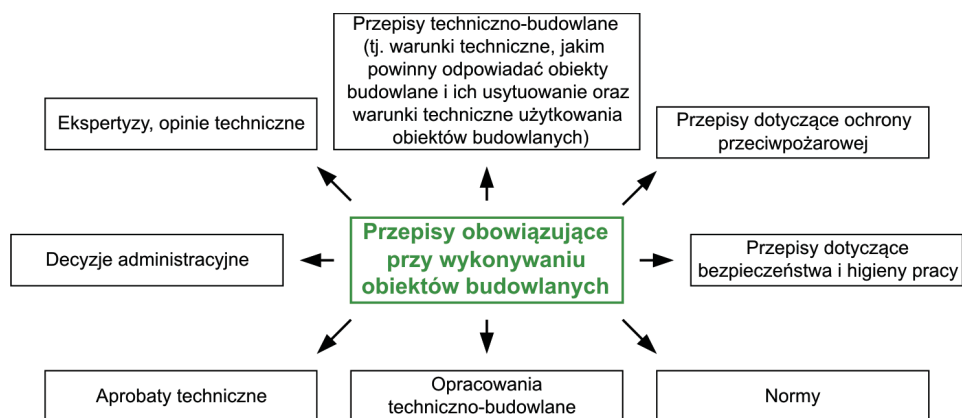 Przepisy techniczno-budowlane
(tj. warunki techniczne, jakim
powinny odpowiadać obiekty
budowlane i ich usytuowanie oraz
warunki techniczne użytkowania
obiektów budowlanych)
Ekspertyzy, opinie techniczne
Przepisy dotyczące ochrony
przeciwpożarowej
Decyzje administracyjne
Przepisy obowiązujące
przy wykonywaniu
obiektów budowlanych
Przepisy dotyczące
bezpieczeństwa i higieny pracy
Aprobaty techniczne
Opracowania
techniczno-budowlane
Normy